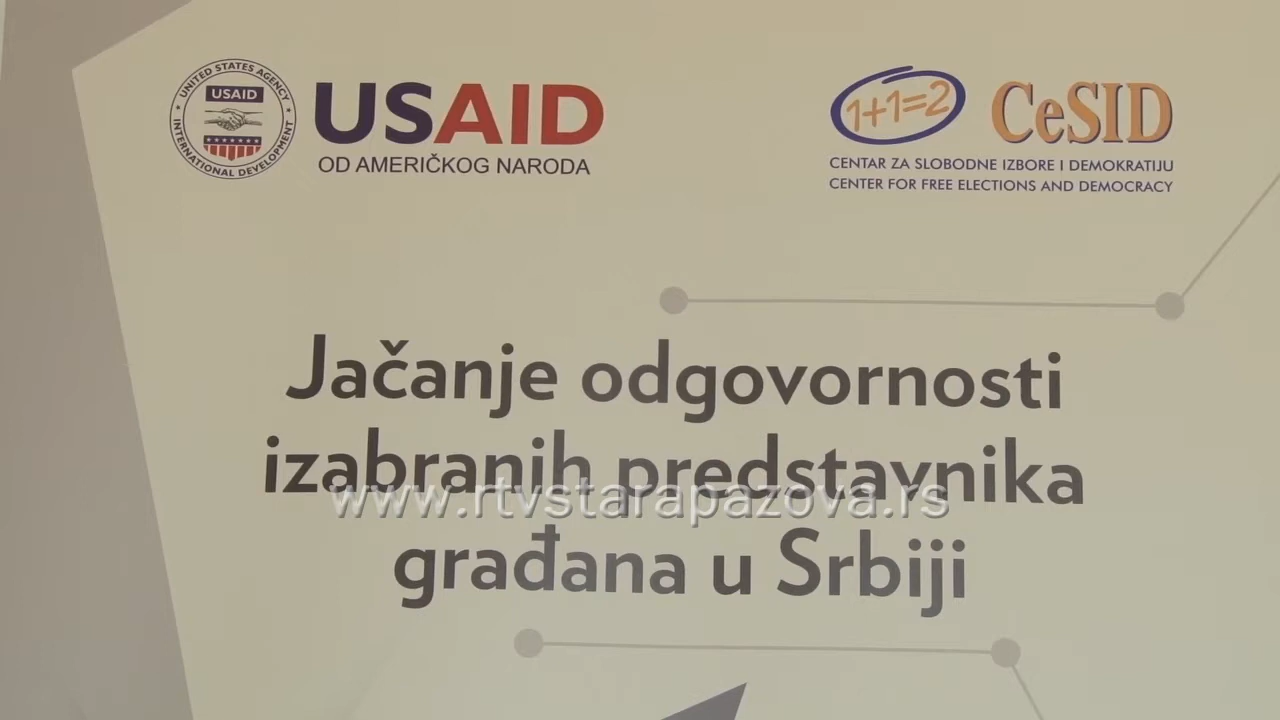 UNITED STATES AGENCY
USAID
INTERNATIONAL DEVELOPMENT
USAID
OD AMERIČKOG NARODA
1+1=2
CeSID
CENTAR ZA SLOBODNE IZBORE I DEMOKRATIJU
CENTER FOR FREE ELECTIONS AND DEMOCRACY
Jačanje odgovornosti
izabranih predstavnika
www.rtvstarapazova.rs
građana u Srbiji